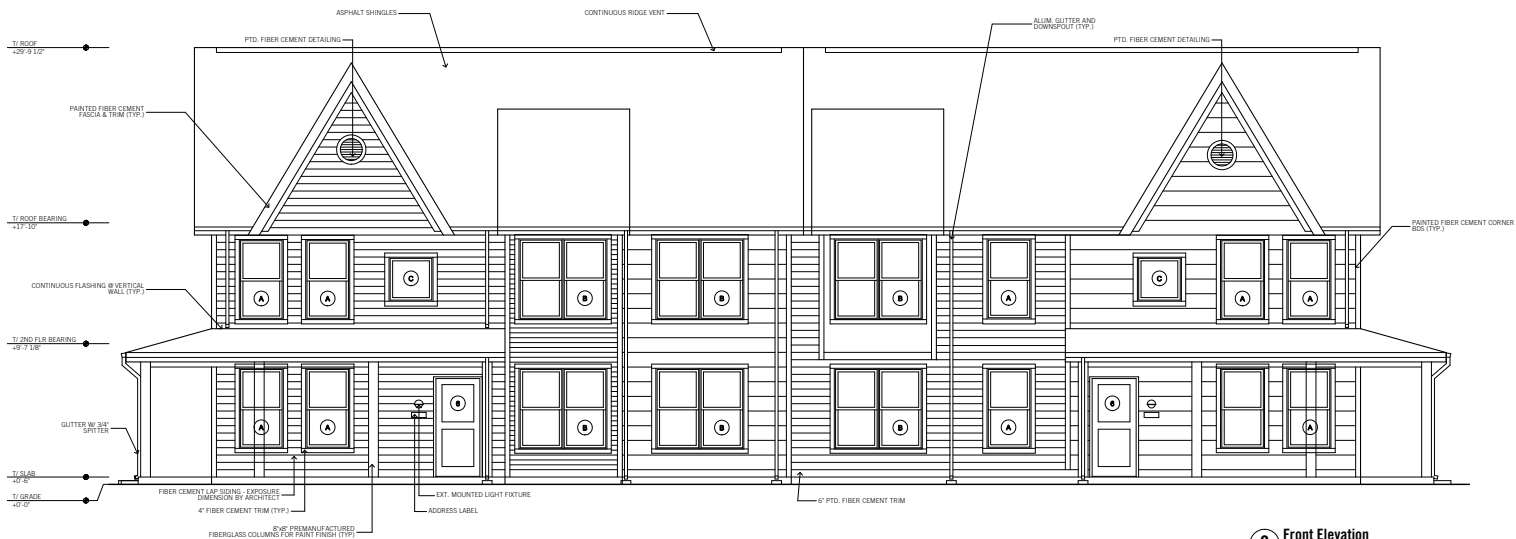 ASPHALT SHINGLES
CONTINUOUS RIDGE VENT
ALUM. GUTTER AND
DOWNSPOUT (TYP.)
T/ ROOF
+29'-9 1/2"
PTD. FIBER CEMENT DETAILING
PTD. FIBER CEMENT DETAILING
PAINTED FIBER CEMENT
FASCIA & TRIM (TYP.)
T/ ROOF BEARING
+17'-10"
PAINTED FIBER CEMENT CORNER
BDS (TYP.)
C
C
CONTINUOUS FLASHING @ VERTICAL
WALL (TYP.)
A
A
B
B
B
A
A
A
T/ 2ND FLR BEARING
+9'-7 1/8"
6
6
GLITTER W/ 3/4"
SPITTER
A
A
B
B
B
A
A
T/ SLAB
+0'-6"
T/ GRADE
+0'-0"
FIBER CEMENT LAP SIDING - EXPOSURE
DIMENSION BY ARCHITECT
EXT. MOUNTED LIGHT FIXTURE
6" PTD. FIBER CEMENT TRIM
4" FIBER CEMENT TRIM (TYP.)
ADDRESS LABEL
8"x8" PREMANUFACTURED
FIBERGLASS COLUMNS FOR PAINT FINISH (TYP)
Front Elevation